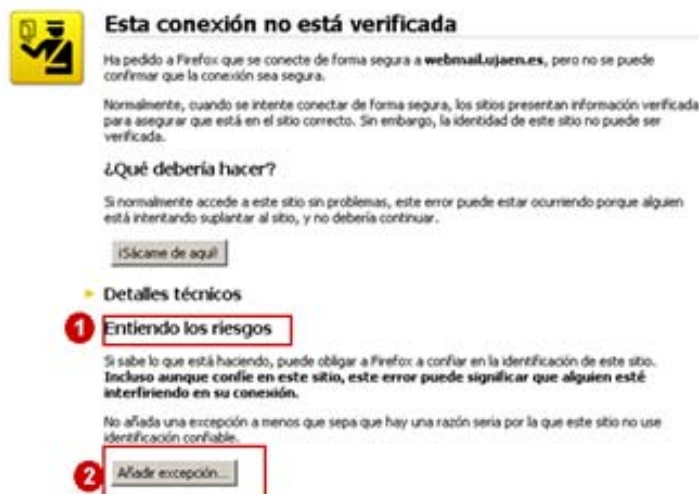 Esta conexión no está verificada
Ha pedido a Firefox que se conecte de forma segura a webmail.ujaen.es, pero no se puede
confirmar que la conexión sea segura.
Normalmente, cuando se intente conectar de forma segura, los sitios presentan información verificada
para asegurar que está en el sitio correcto. Sin embargo, la identidad de este sitio no puede ser
verificada.
¿Qué debería hacer?
Si normalmente accede a este sitio sin problemas, este error puede estar ocurriendo porque alguien
está intentando suplantar al sitio, y no debería continuar.
¡Sácame de aquí!
Detalles técnicos
1 Entiendo los riesgos
Si sabe lo que está haciendo, puede obligar a Firefox a confiar en la identificación de este sitio.
Incluso aunque confíe en este sitio, este error puede significar que alguien esté
interfiriendo en su conexión.
No añada una excepción a menos que sepa que hay una razón seria por la que este sitio no use
identificación confiable.
2 Añadir excepción...